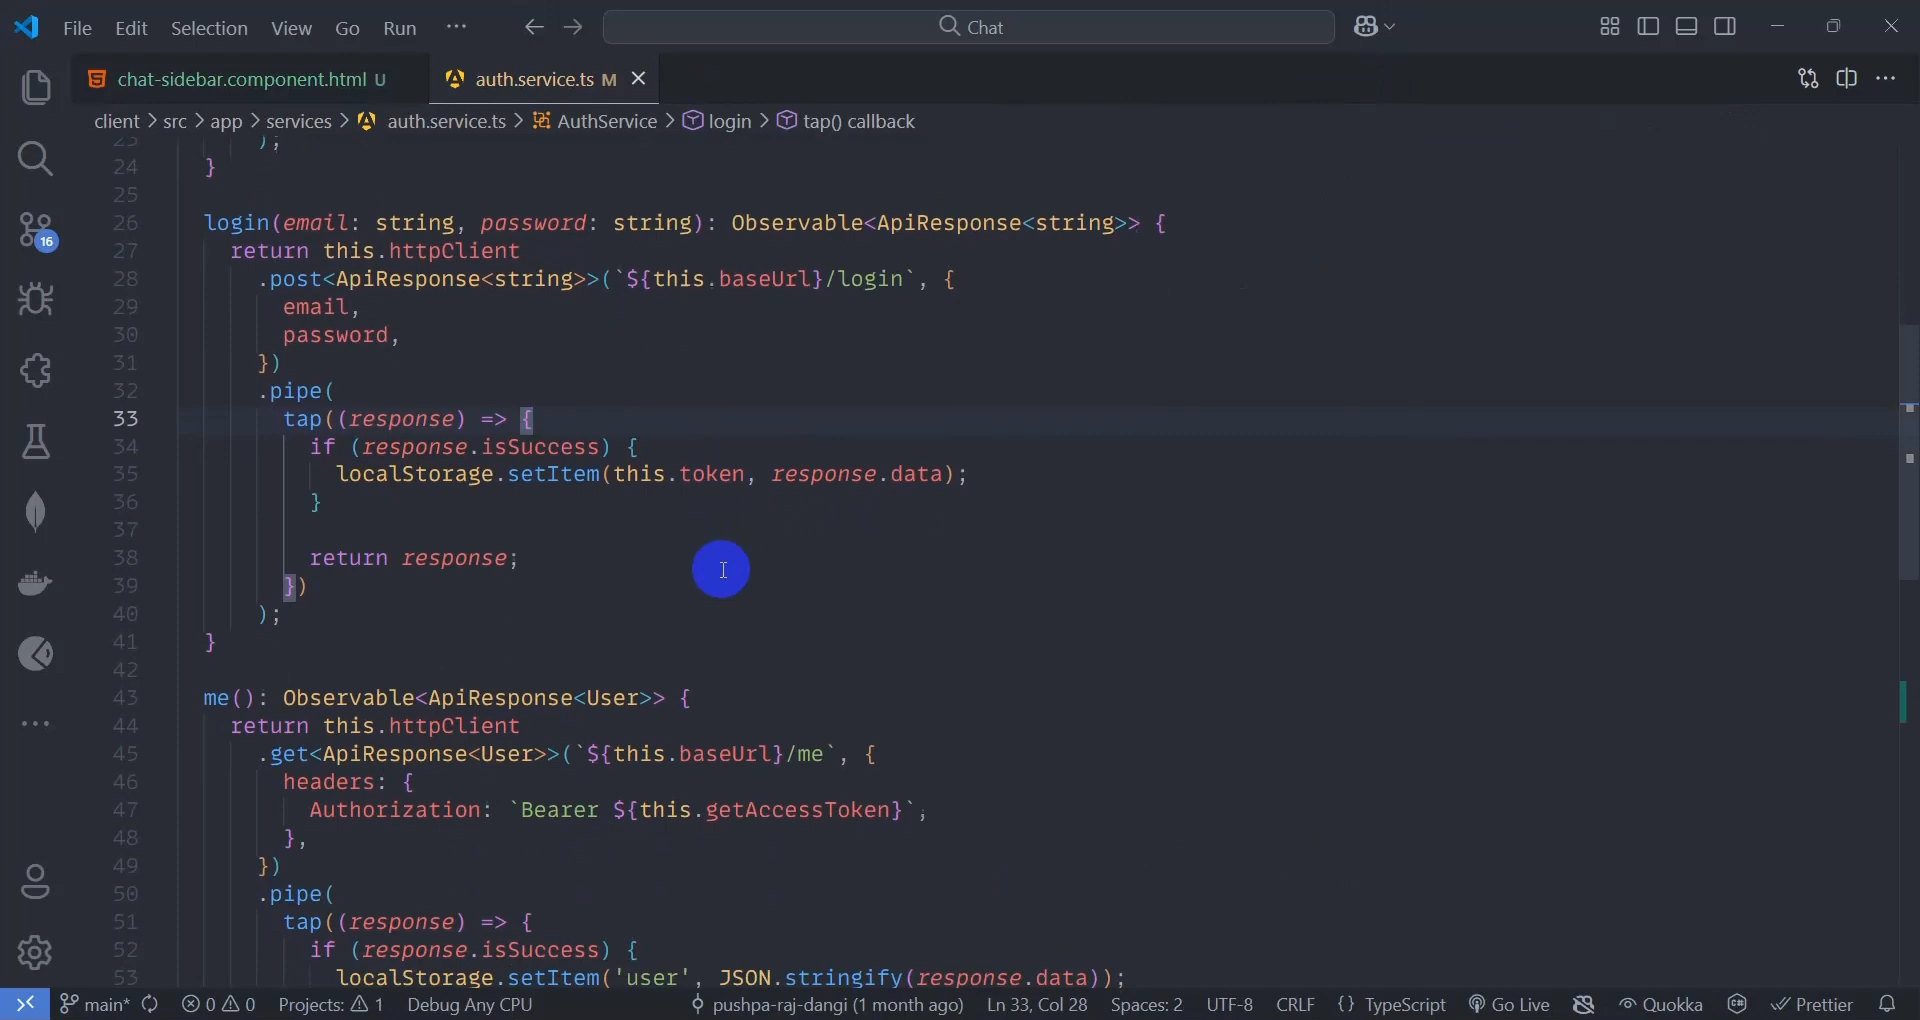 File Edit Selection View Go Run ··· Chat
chat-sidebar.component.html U auth.service.ts M
client > src > app > services > auth.service.ts > AuthService > login > tap() callback
23 );
24 }
25
26 login(email: string, password: string): Observable<ApiResponse<string>> {
27 return this.httpClient
28 .post<ApiResponse<string>>(`${this.baseUrl}/login`, {
29 email,
30 password,
31 })
32 .pipe(
33 tap((response) => {
34 if (response.isSuccess) {
35 localStorage.setItem(this.token, response.data);
36 }
37
38 return response;
39 })
40 );
41 }
42
43 me(): Observable<ApiResponse<User>> {
44 return this.httpClient
45 .get<ApiResponse<User>>(`${this.baseUrl}/me`, {
46 headers: {
47 Authorization: `Bearer ${this.getAccessToken}`,
48 },
49 })
50 .pipe(
51 tap((response) => {
52 if (response.isSuccess) {
53 localStorage.setItem('user', JSON.stringify(response.data));
16
main* 0 0 Projects: 1 Debug Any CPU pushpa-raj-dangi (1 month ago) Ln 33, Col 28 Spaces: 2 UTF-8 CRLF {} TypeScript Go Live Quokka Prettier